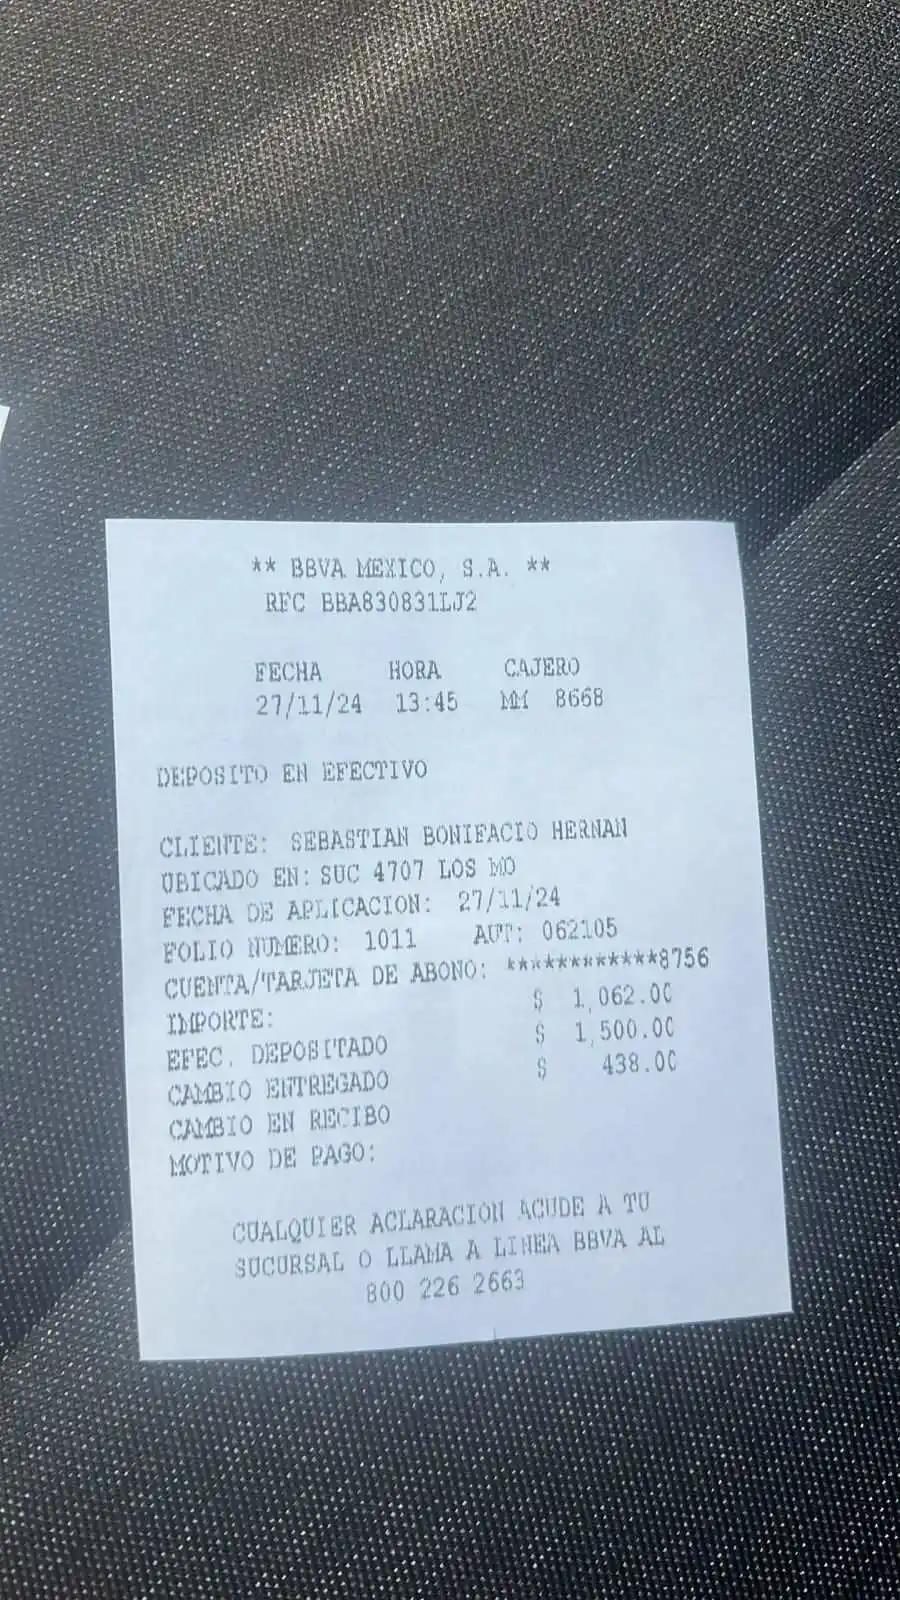 ** BBVA MEXICO, S.A. **
RFC BBA830831LJ2
FECHA HORA CAJERO
27/11/24 13:45 MM 8668
DEPOSITO EN EFECTIVO
CLIENTE: SEBASTIAN BONIFACIO HERNAN
UBICADO EN: SUC 4707 LOS MO
FECHA DE APLICACION: 27/11/24
FOLIO NUMERO: 1011 AUT: 062105
CUENTA/TARJETA DE ABONO: ************8756
IMPORTE: $ 1,062.00
EFEC. DEPOSITADO $ 1,500.00
CAMBIO ENTREGADO $ 438.00
CAMBIO EN RECIBO
MOTIVO DE PAGO:
CUALQUIER ACLARACION ACUDE A TU
SUCURSAL O LLAMA A LINEA BBVA AL
800 226 2663